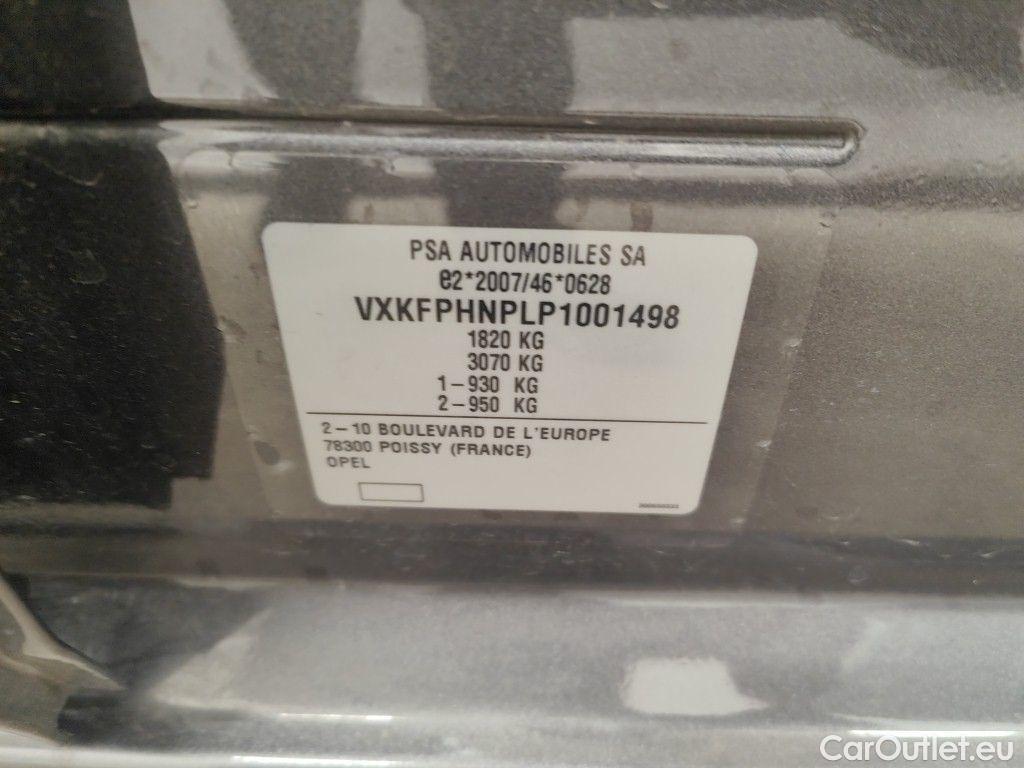 PSA AUTOMOBILES SA
e2*2007/46*0628
VXKFPHNPLP1001498
1820 KG
3070 KG
1-930 KG
2-950 KG
2-10 BOULEVARD DE L'EUROPE
78300 POISSY (FRANCE)
OPEL
CarOutlet.eu